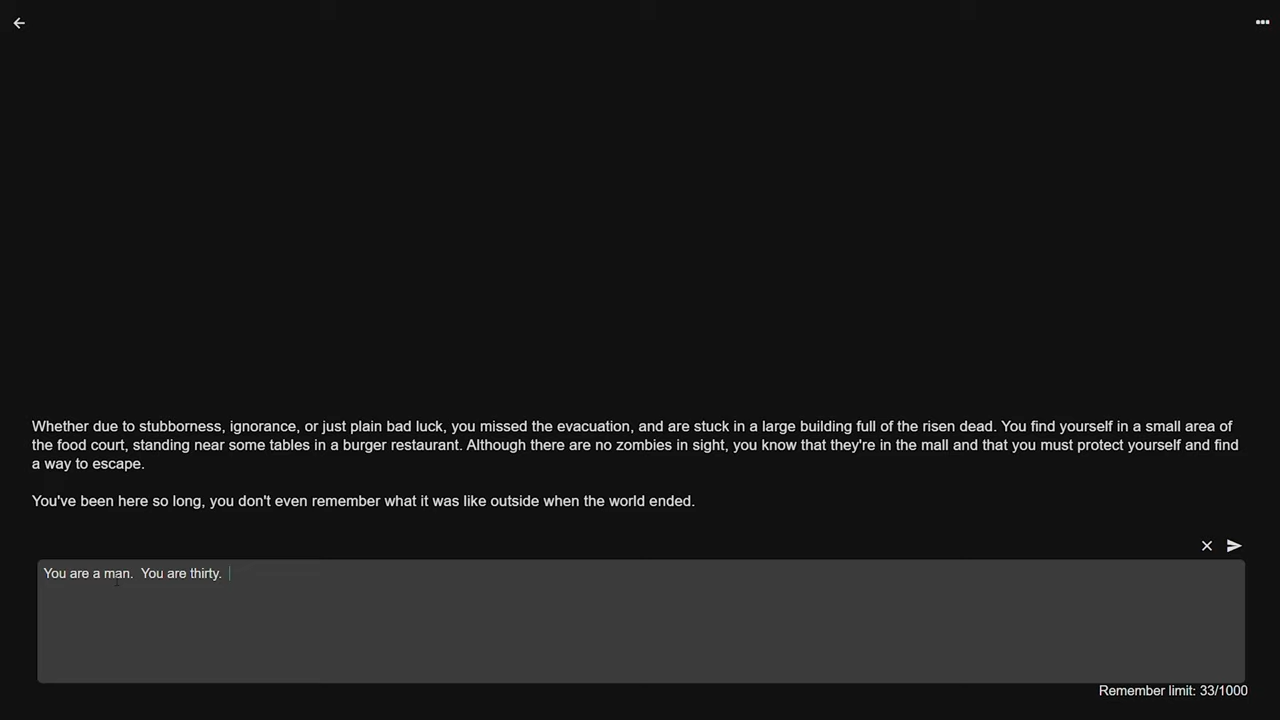 Whether due to stubborness, ignorance, or just plain bad luck, you missed the evacuation, and are stuck in a large building full of the risen dead. You find yourself in a small area of
the food court, standing near some tables in a burger restaurant. Although there are no zombies in sight, you know that they're in the mall and that you must protect yourself and find
a way to escape.
You've been here so long, you don't even remember what it was like outside when the world ended.
You are a man.  You are thirty.
Remember limit: 33/1000